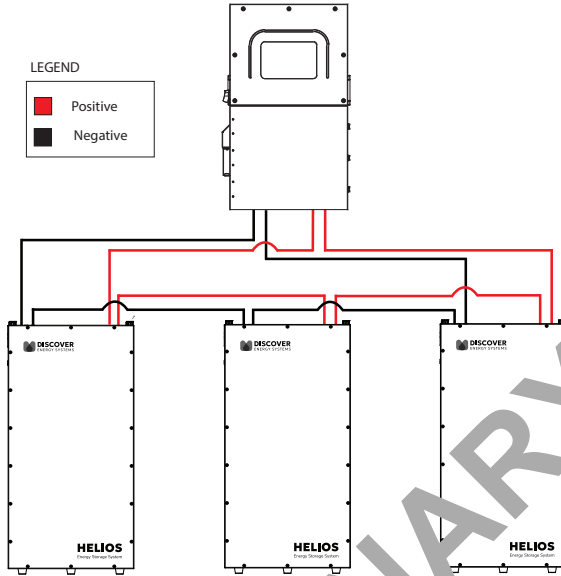 LEGEND
Positive
Negative
DISCOVER
ENERGY SYSTEMS
DISCOVER
ENERGY SYSTEMS
DISCOVER
ENERGY SYSTEMS
HELIOS
Energy Storage System
HELIOS
Energy Storage System
HELIOS
Energy Storage System